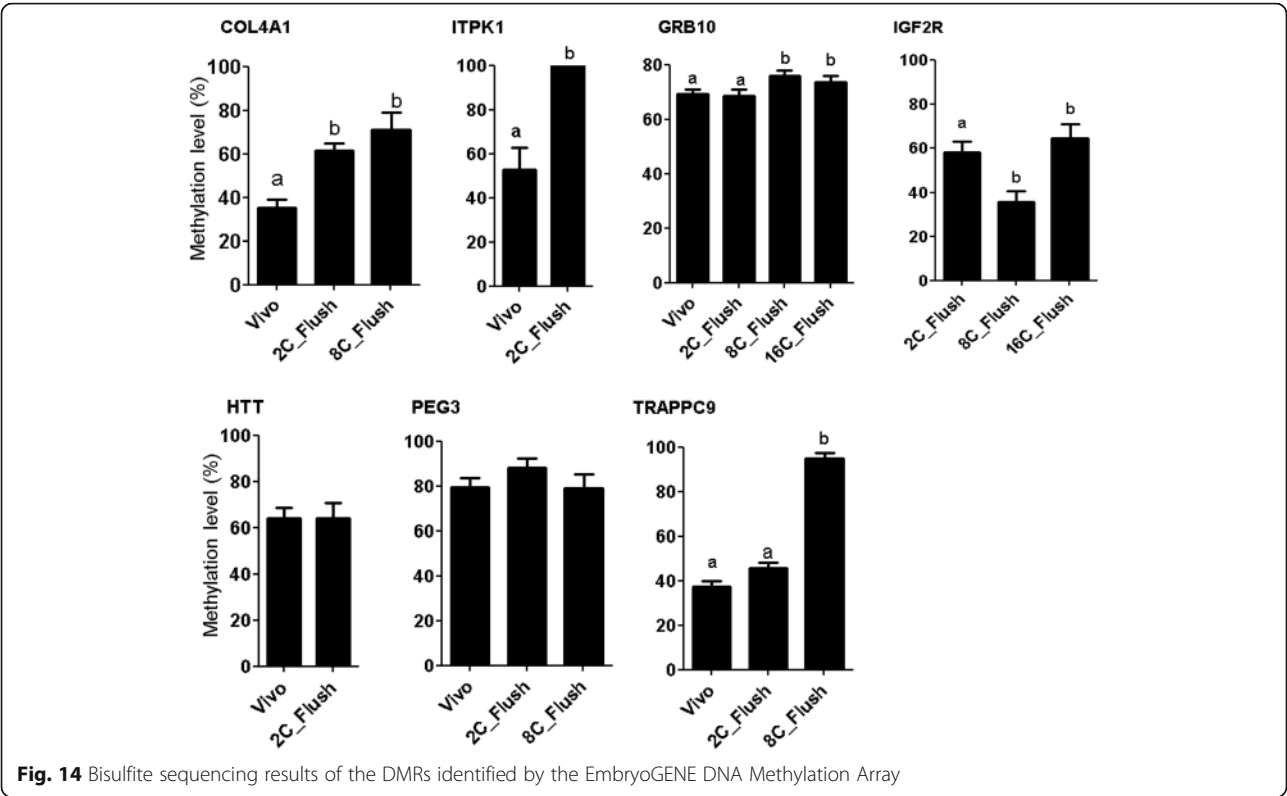 COL4A1
ITPK1
GRB10
IGF2R
Methylation level (%)
100
80
60
40
20
0
a
b
b
Vivo
2C_Flush
8C_Flush
100
80
60
40
20
0
a
b
Vivo
2C_Flush
80
60
40
20
0
a
a
b
b
Vivo
2C_Flush
8C_Flush
16C_Flush
100
80
60
40
20
0
a
b
b
2C_Flush
8C_Flush
16C_Flush
HTT
PEG3
TRAPPC9
Methylation level (%)
100
80
60
40
20
0
Vivo
2C_Flush
100
80
60
40
20
0
Vivo
2C_Flush
8C_Flush
100
80
60
40
20
0
a
a
b
Vivo
2C_Flush
8C_Flush
Fig. 14 Bisulfite sequencing results of the DMRs identified by the EmbryoGENE DNA Methylation Array